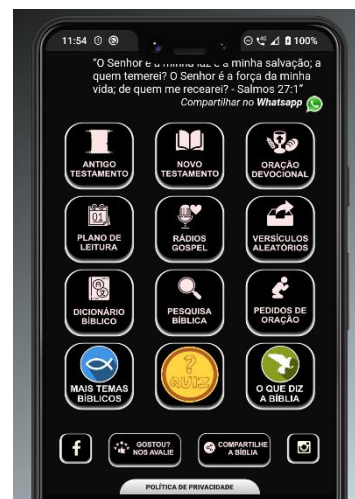 11:54
100%
"O Senhor é a minha luz e a minha salvação; a
quem temerei? O Senhor é a força da minha
vida; de quem me recearei? - Salmos 27:1"
Compartilhar no Whatsapp
ANTIGO
TESTAMENTO
NOVO
TESTAMENTO
ORAÇÃO
DEVOCIONAL
01
PLANO DE
LEITURA
RÁDIOS
GOSPEL
VERSÍCULOS
ALEATÓRIOS
DICIONÁRIO
BÍBLICO
PESQUISA
BÍBLICA
PEDIDOS DE
ORAÇÃO
MAIS TEMAS
BÍBLICOS
?
QUIZ
O QUE DIZ
A BÍBLIA
f
GOSTOU?
NOS AVALIE
COMPARTILHE
A BÍBLIA
POLÍTICA DE PRIVACIDADE